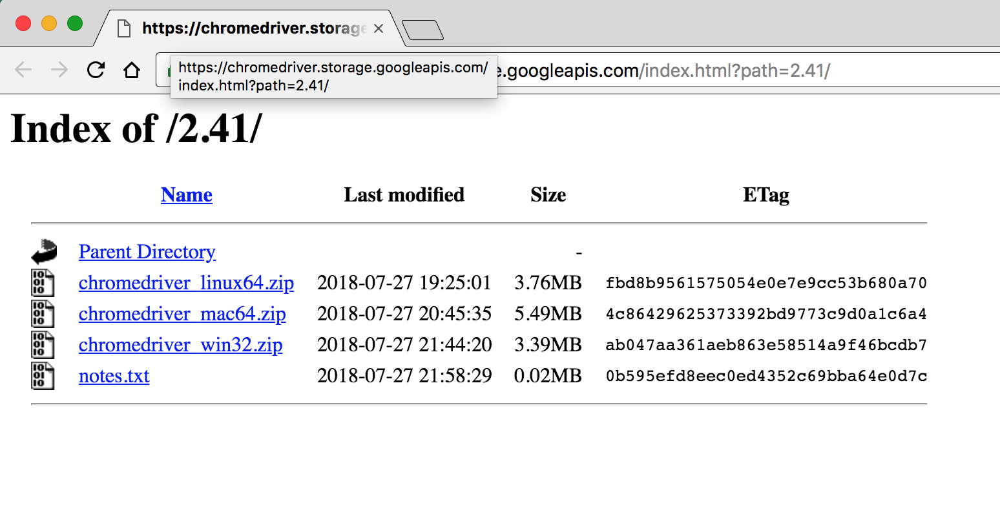 https://chromedriver.storage
https://chromedriver.storage.googleapis.com/
index.html?path=2.41/
e.googleapis.com/index.html?path=2.41/
Index of /2.41/
Name Last modified Size ETag
Parent Directory -
chromedriver_linux64.zip 2018-07-27 19:25:01 3.76MB fbd8b9561575054e0e7e9cc53b680a70
chromedriver_mac64.zip 2018-07-27 20:45:35 5.49MB 4c86429625373392bd9773c9d0a1c6a4
chromedriver_win32.zip 2018-07-27 21:44:20 3.39MB ab047aa361aeb863e58514a9f46bcdb7
notes.txt 2018-07-27 21:58:29 0.02MB 0b595efd8eec0ed4352c69bba64e0d7c